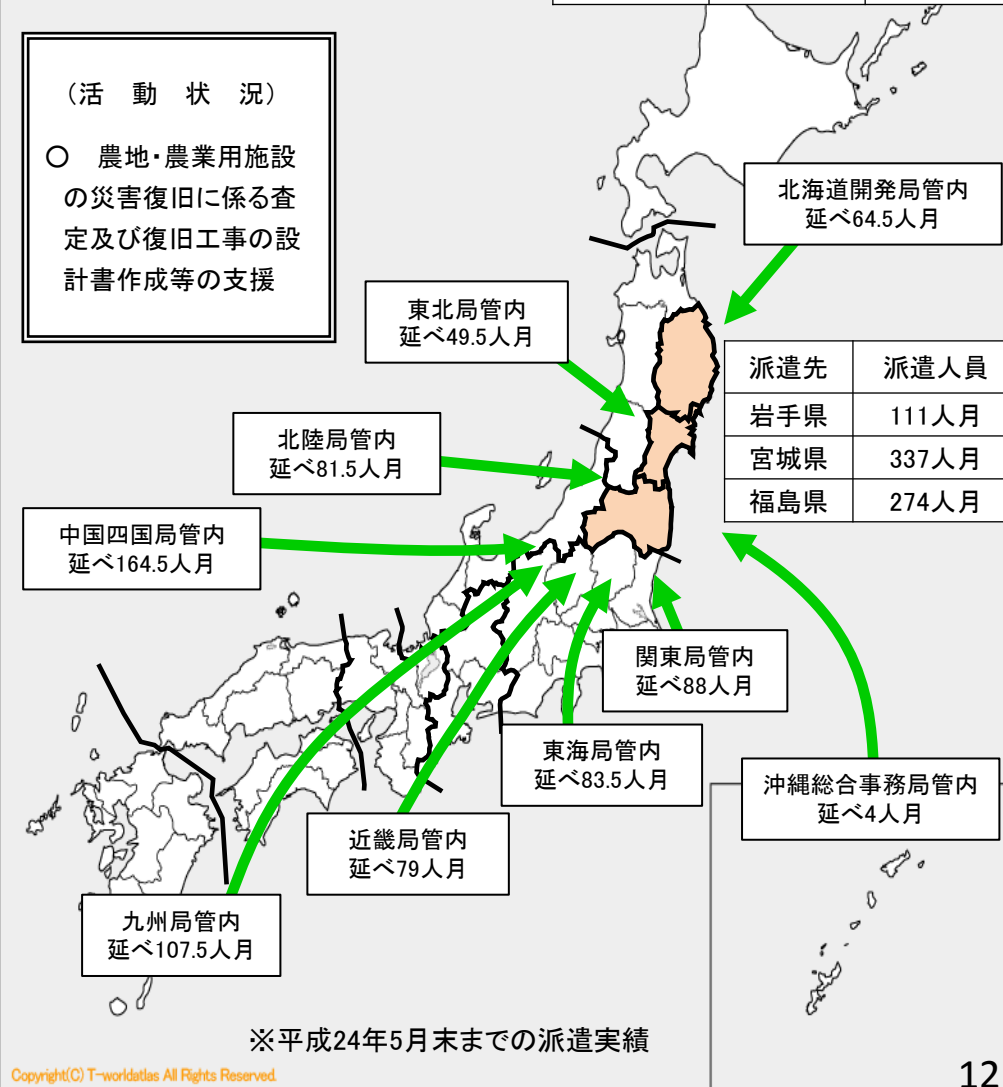 （活　動　状　況）
○　農地・農業用施設
の災害復旧に係る査
定及び復旧工事の設
計書作成等の支援
北海道開発局管内
延べ64.5人月
東北局管内
延べ49.5人月
派遣先　派遣人員
岩手県　111人月
宮城県　337人月
福島県　274人月
北陸局管内
延べ81.5人月
中国四国局管内
延べ164.5人月
関東局管内
延べ88人月
東海局管内
延べ83.5人月
沖縄総合事務局管内
延べ4人月
近畿局管内
延べ79人月
九州局管内
延べ107.5人月
※平成24年5月末までの派遣実績
Copyright(C) T-worldatlas All Rights Reserved.
12